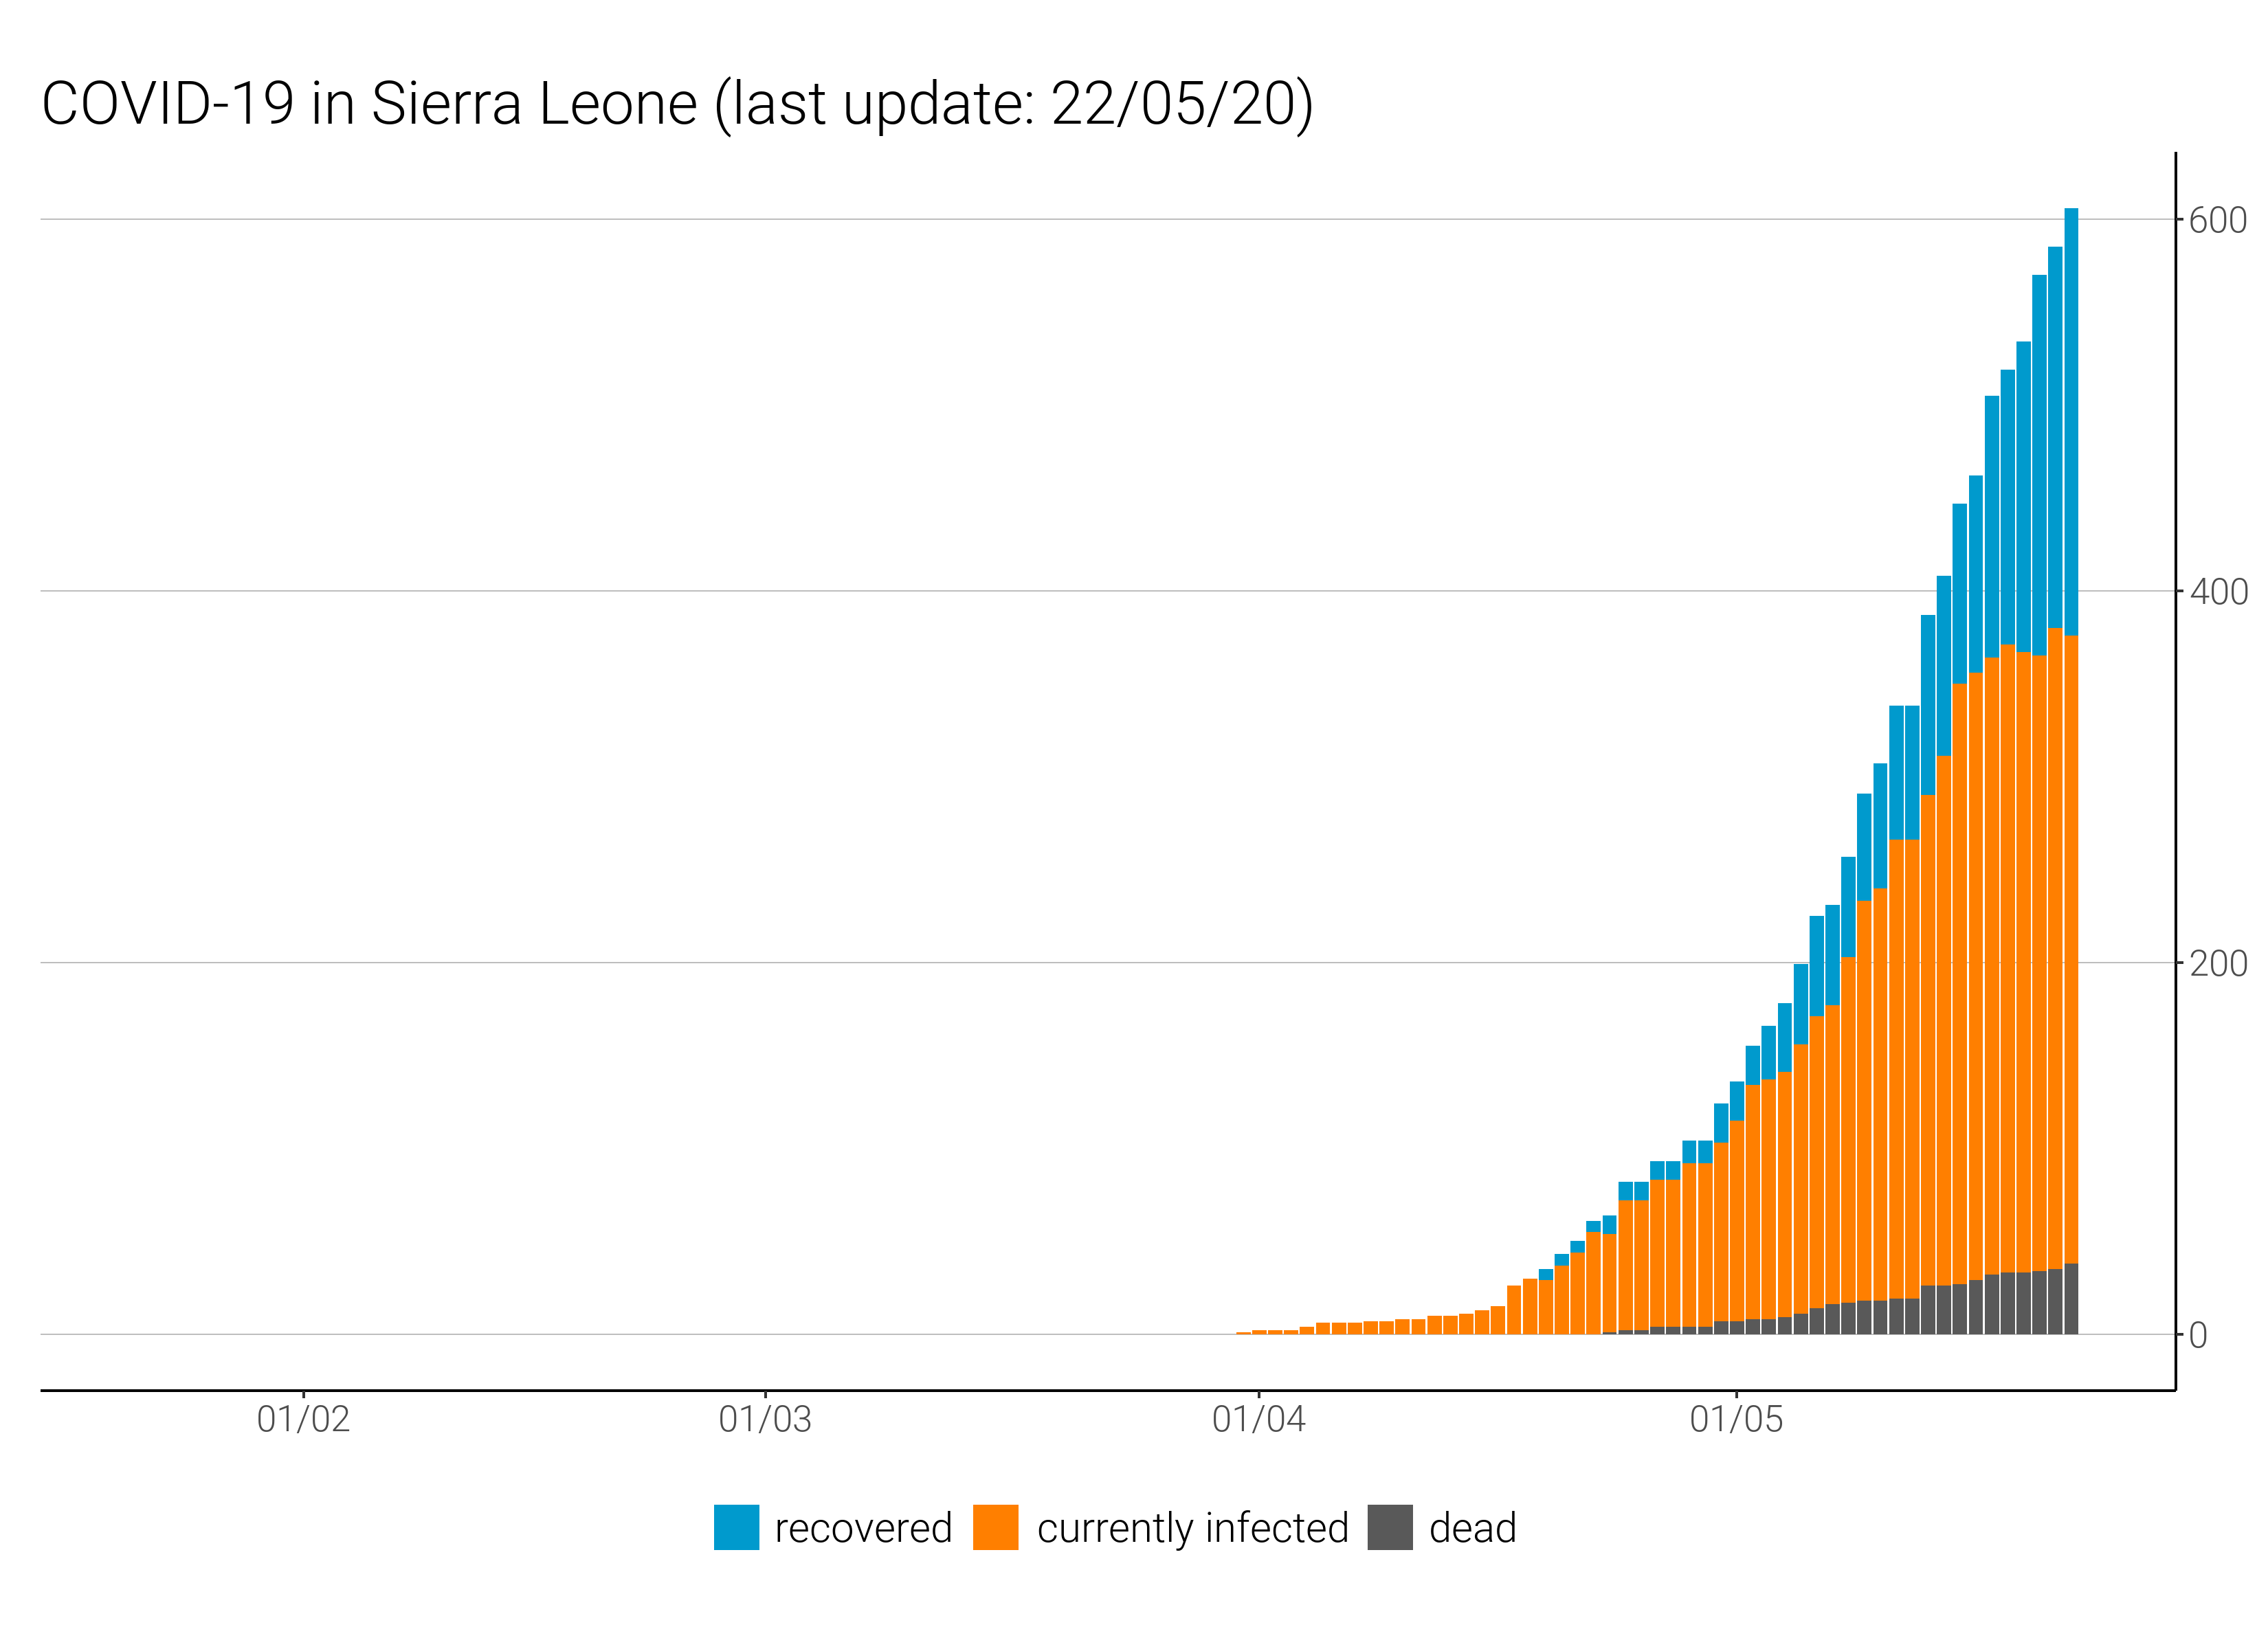 COVID-19 in Sierra Leone (last update: 22/05/20)
600
400
200
0
01/02 01/03 01/04 01/05
recovered currently infected dead